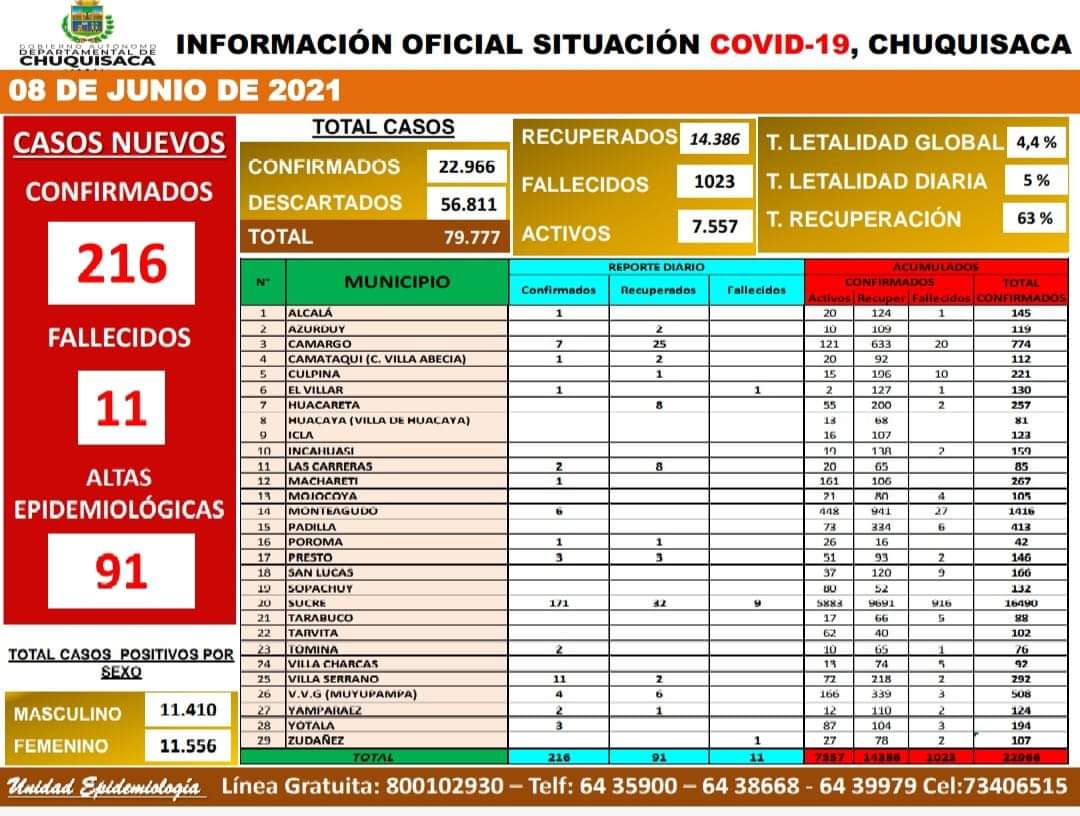 GOBIERNO AUTÓNOMO
DEPARTAMENTAL DE
CHUQUISACA
INFORMACIÓN OFICIAL SITUACIÓN COVID-19, CHUQUISACA
08 DE JUNIO DE 2021
CASOS NUEVOS
CONFIRMADOS
216
FALLECIDOS
11
ALTAS
EPIDEMIOLÓGICAS
91
TOTAL CASOS POSITIVOS POR
SEXO
MASCULINO 11.410
FEMENINO 11.556
TOTAL CASOS
CONFIRMADOS 22.966
DESCARTADOS 56.811
TOTAL 79.777
RECUPERADOS 14.386
FALLECIDOS 1023
ACTIVOS 7.557
T. LETALIDAD GLOBAL 4,4 %
T. LETALIDAD DIARIA 5 %
T. RECUPERACIÓN 63 %
N° MUNICIPIO REPORTE DIARIO ACUMULADOS
Confirmados Recuperados Fallecidos CONFIRMADOS TOTAL
Activos Recuper Fallecidos CONFIRMADOS
1 ALCALÁ 1 20 124 1 145
2 AZURDUY 2 10 109 119
3 CAMARGO 7 25 121 633 20 774
4 CAMATAQUI (C. VILLA ABECIA) 1 2 20 92 112
5 CULPINA 1 15 196 10 221
6 EL VILLAR 1 1 2 127 1 130
7 HUACARETA 8 55 200 2 257
8 HUACAYA (VILLA DE HUACAYA) 13 68 81
9 ICLA 16 107 123
10 INCAHUASI 19 138 2 159
11 LAS CARRERAS 2 8 20 65 85
12 MACHARETI 1 161 106 267
13 MOJOCOYA 21 80 4 105
14 MONTEAGUDO 6 448 941 27 1416
15 PADILLA 73 334 6 413
16 POROMA 1 1 26 16 42
17 PRESTO 3 3 51 93 2 146
18 SAN LUCAS 37 120 9 166
19 SOPACHUY 80 52 132
20 SUCRE 171 32 9 5883 9691 916 16490
21 TARABUCO 17 66 5 88
22 TARVITA 62 40 102
23 TOMINA 2 10 65 1 76
24 VILLA CHARCAS 13 74 5 92
25 VILLA SERRANO 11 2 72 218 2 292
26 V.V.G (MUYUPAMPA) 4 6 166 339 3 508
27 YAMPARAEZ 2 1 12 110 2 124
28 YOTALA 3 87 104 3 194
29 ZUDAÑEZ 1 27 78 2 107
TOTAL 216 91 11 7557 14386 1023 22966
Unidad Epidemiología Línea Gratuita: 800102930 – Telf: 64 35900 – 64 38668 - 64 39979 Cel:73406515